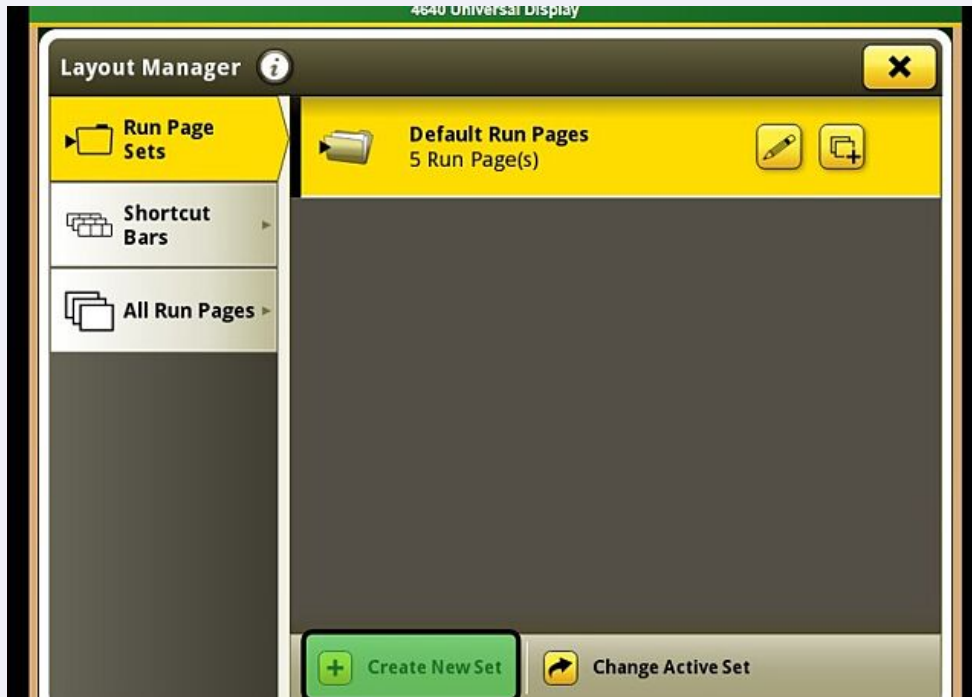 4640 Universal Display
Layout Manager
Run Page
Sets
Default Run Pages
5 Run Page(s)
Shortcut
Bars
All Run Pages
Create New Set
Change Active Set